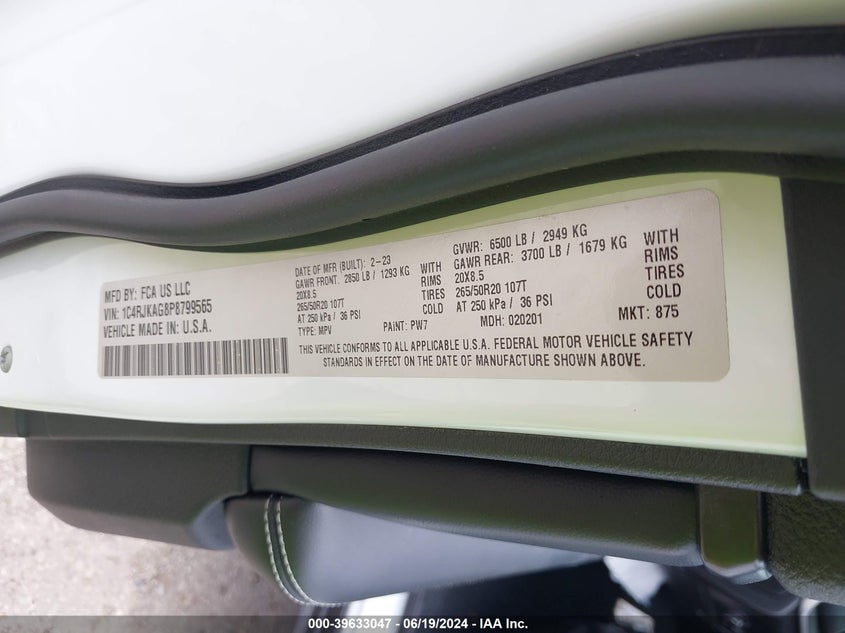 MFD BY: FCA US LLC
VIN: 1C4RJKAG8P8799565
VEHICLE MADE IN: U.S.A.
DATE OF MFR (BUILT): 2-23
GAWR FRONT: 2850 LB / 1293 KG WITH
20X8.5 RIMS
265/50R20 107T TIRES
AT 250 kPa / 36 PSI COLD
TYPE: MPV PAINT: PW7
GVWR: 6500 LB / 2949 KG
GAWR REAR: 3700 LB / 1679 KG WITH
20X8.5 RIMS
265/50R20 107T TIRES
AT 250 kPa / 36 PSI COLD
MDH: 020201 MKT: 875
THIS VEHICLE CONFORMS TO ALL APPLICABLE U.S.A. FEDERAL MOTOR VEHICLE SAFETY
STANDARDS IN EFFECT ON THE DATE OF MANUFACTURE SHOWN ABOVE.
000-39633047 - 06/19/2024 - IAA Inc.